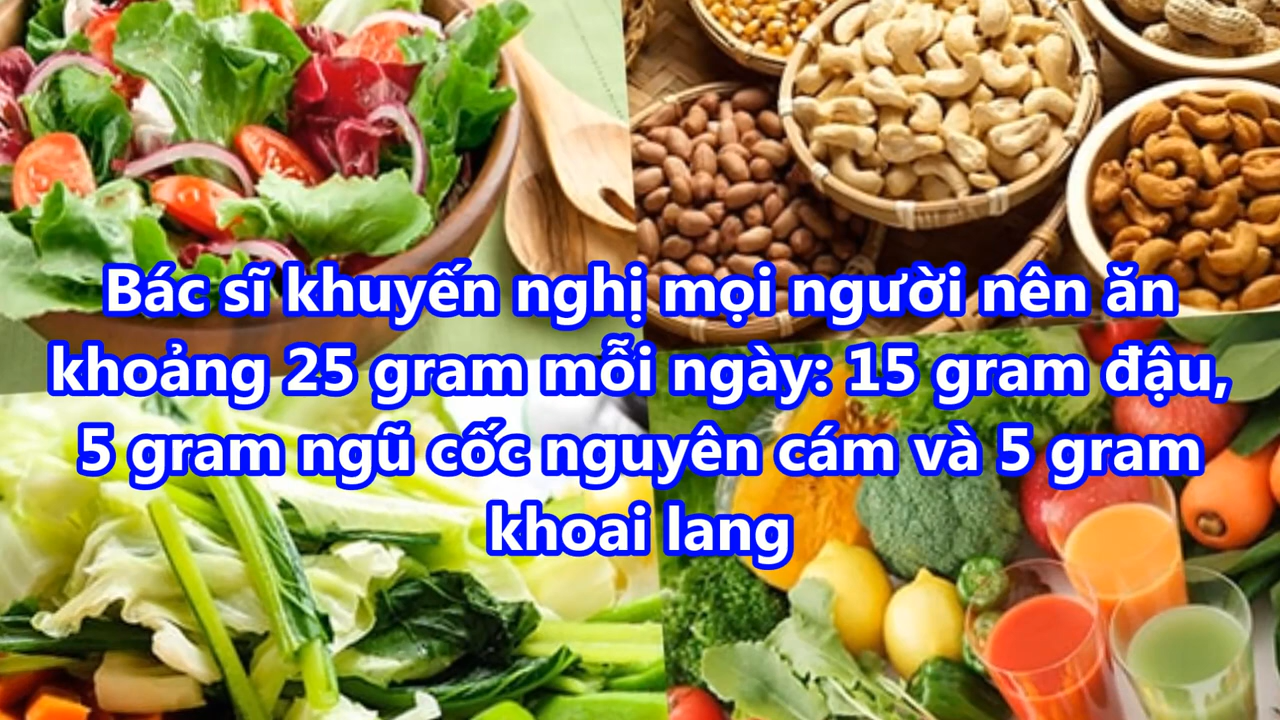 Bác sĩ khuyến nghị mọi người nên ăn
khoảng 25 gram mỗi ngày: 15 gram đậu,
5 gram ngũ cốc nguyên cám và 5 gram
khoai lang